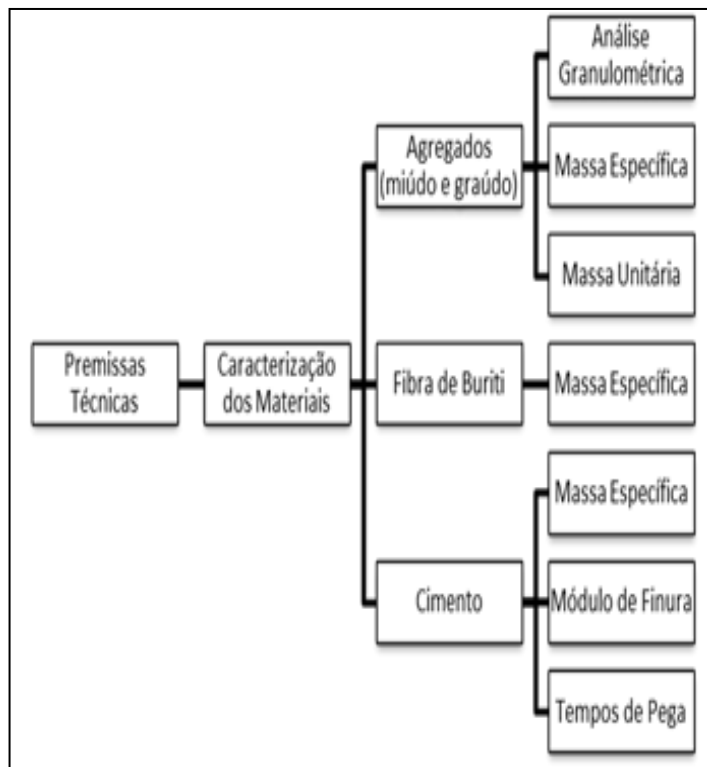 Análise
Granulométrica
Agregados
(miúdo e graúdo)
Massa Específica
Massa Unitária
Premissas
Técnicas
Caracterização
dos Materiais
Fibra de Buriti
Massa Específica
Massa Específica
Cimento
Módulo de Finura
Tempos de Pega